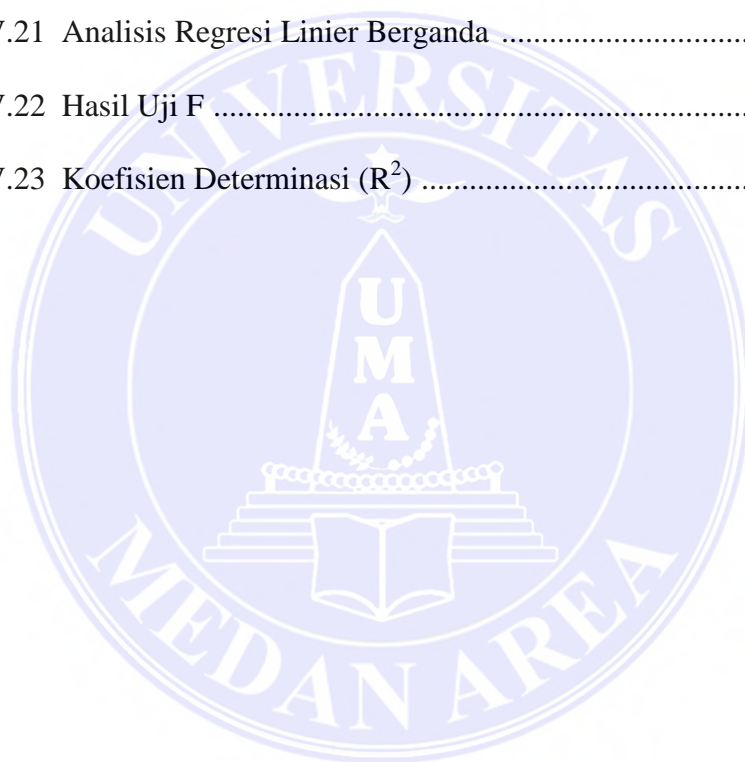 .21 Analisis Regresi Linier Berganda ..............................
.22 Hasil Uji F ....................................................................
.23 Koefisien Determinasi (R²) .........................................
UNIVERSITAS
U
M
A
MEDAN AREA